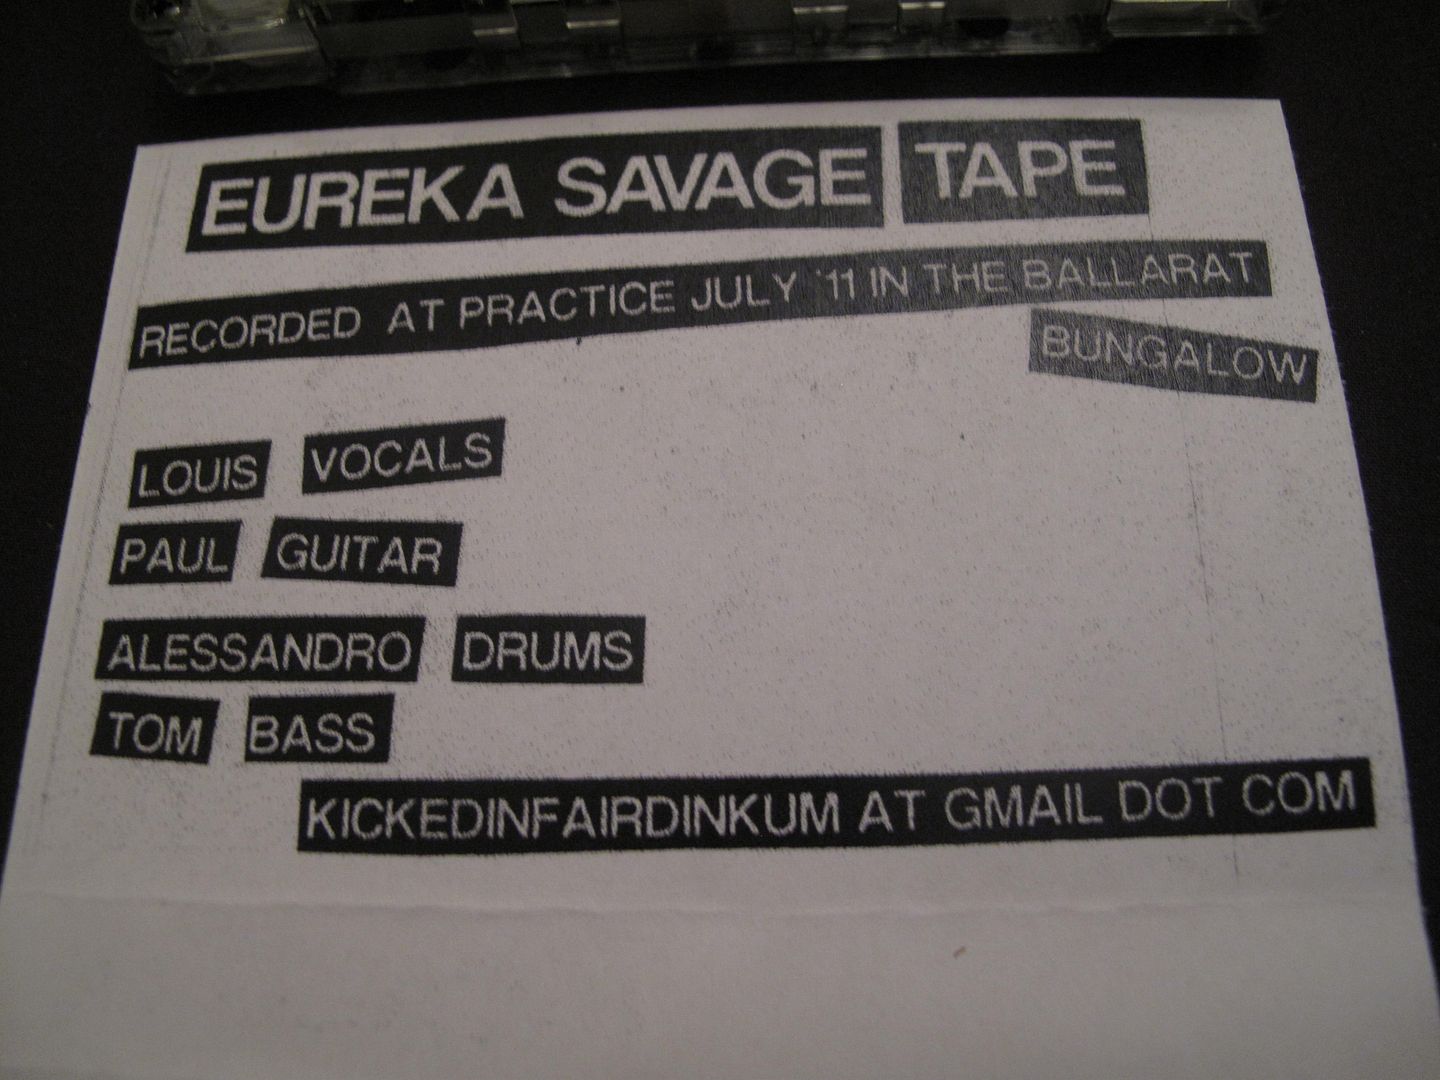 EUREKA SAVAGE TAPE
RECORDED AT PRACTICE JULY '11 IN THE BALLARAT
BUNGALOW
LOUIS VOCALS
PAUL GUITAR
ALESSANDRO DRUMS
TOM BASS
KICKEDINFAIRDINKUM AT GMAIL DOT COM